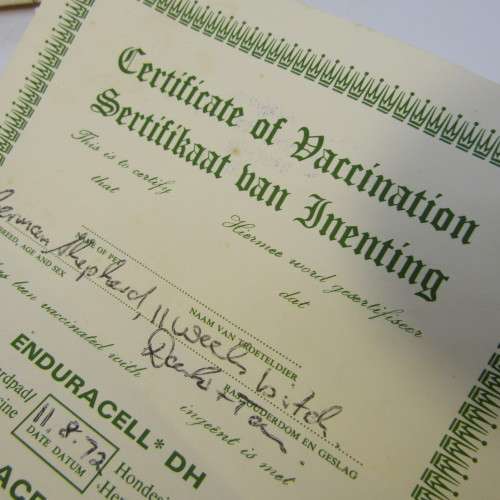 Certificate of Vaccination
Sertifikaat van Inenting
This is to certify
that
Hiermee word gesertifiseer
dat
NAME OF PET
NAAM VAN TROETELDIER
German Shepherd, 11 weeks bitch.
BREED, AGE AND SEX
RAS, OUDERDOM EN GESLAG
been vaccinated with
ingeënt is met
ENDURACELL* DH
11.8.72
DATE DATUM